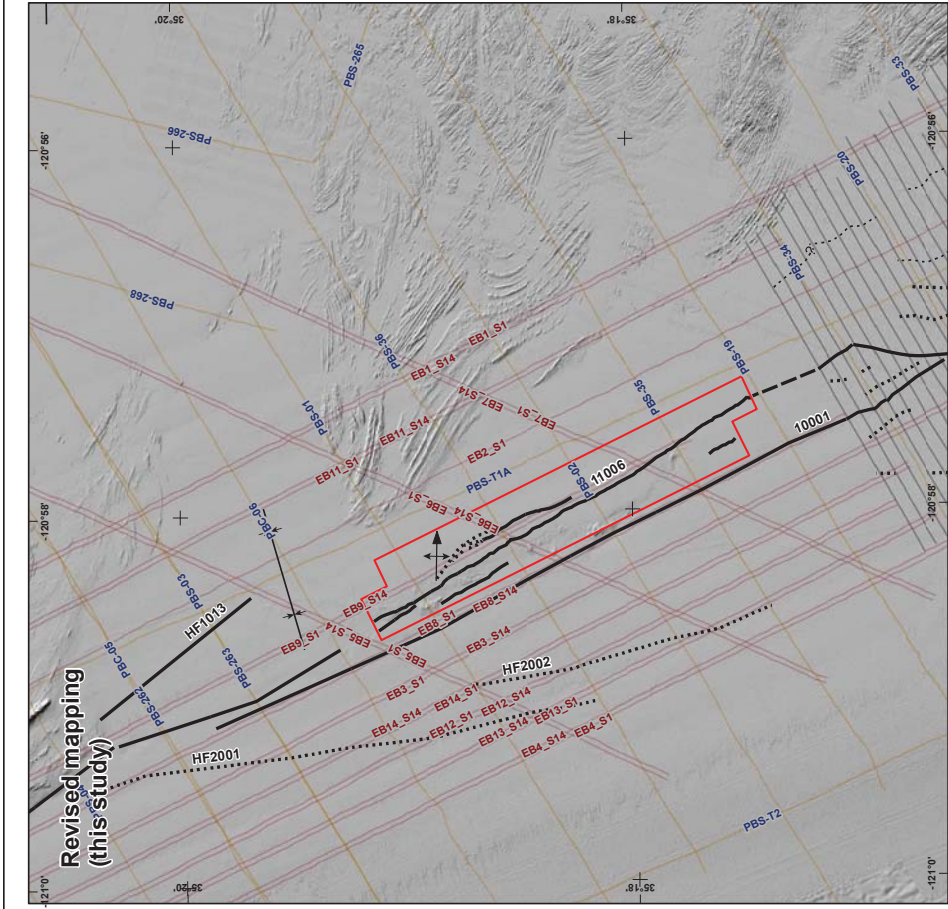 Revised mapping
(this study)
35°20'
35°18'
PBS-265
PBS-266
PBS-33
-120°56'
-120°56'
PBS-20
PBS-268
PBS-34
?
PBS-36
EB1_S1
EB1_S14
EB7_S14
EB7_S1
PBS-19
PBS-35
PBS-01
EB11_S14
EB11_S1
EB2_S1
10001
PBS-T1A
PBS-02
11006
EB6_S1
EB6_S14
-120°58'
-120°58'
PBC-06
PBS-03
HF1013
EB9_S14
EB9_S1
EB5_S14
EB5_S1
EB8_S1
EB8_S14
EB3_S14
PBC-05
PBS-263
PBS-262
HF2002
EB3_S1
EB14_S1
EB14_S14
EB12_S14
EB12_S1
EB13_S1
EB13_S14
EB4_S1
EB4_S14
HF2001
PBS-T2
-121°0'
-121°0'
35°20'
35°18'